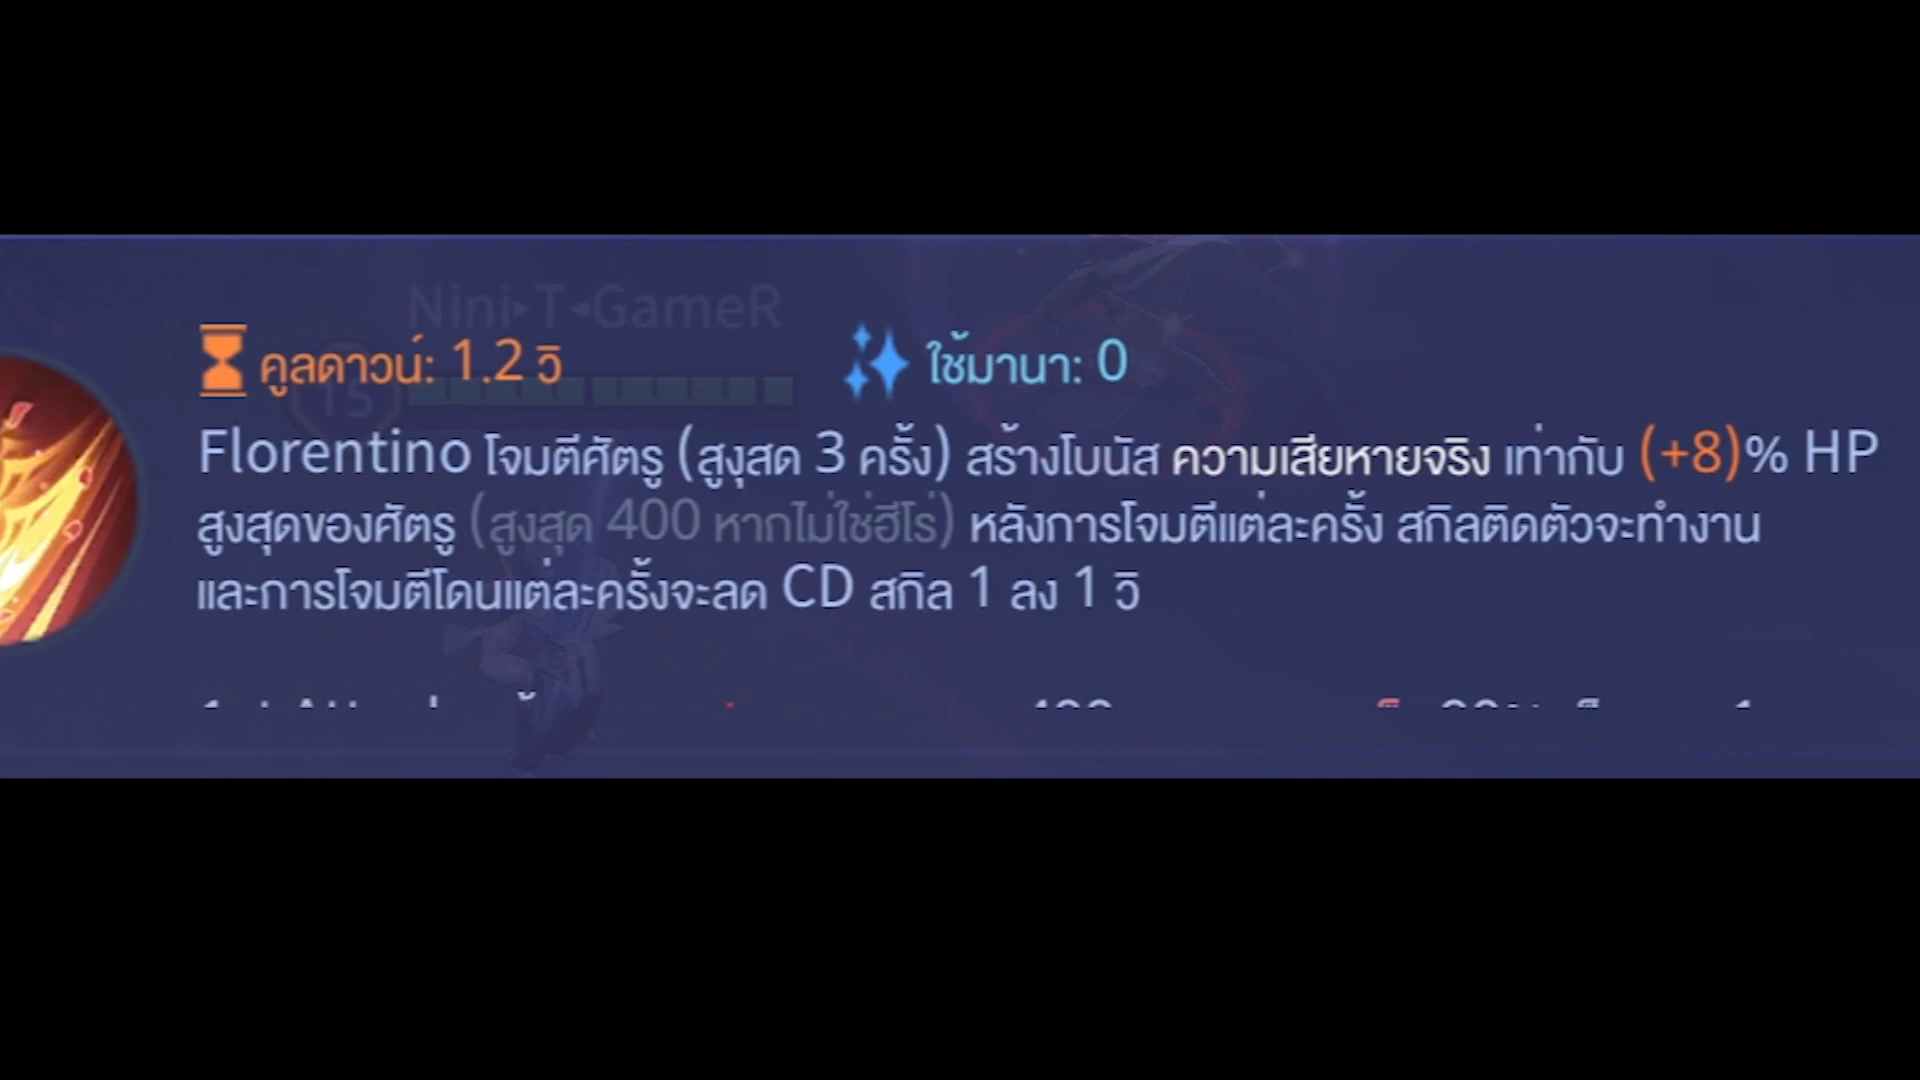 Nini▸T◂GameR
15
คูลดาวน์: 1.2 วิ ใช้มานา: 0
Florentino โจมตีศัตรู (สูงุสด 3 ครั้ง) สร้างโบนัส ความเสียหายจริง เท่ากับ (+8)% HP
สูงสุดของศัตรู (สูงสุด 400 หากไม่ใช่ฮีโร่) หลังการโจมตีแต่ละครั้ง สกิลติดตัวจะทำงาน
และการโจมตีโดนแต่ละครั้งจะลด CD สกิล 1 ลง 1 วิ